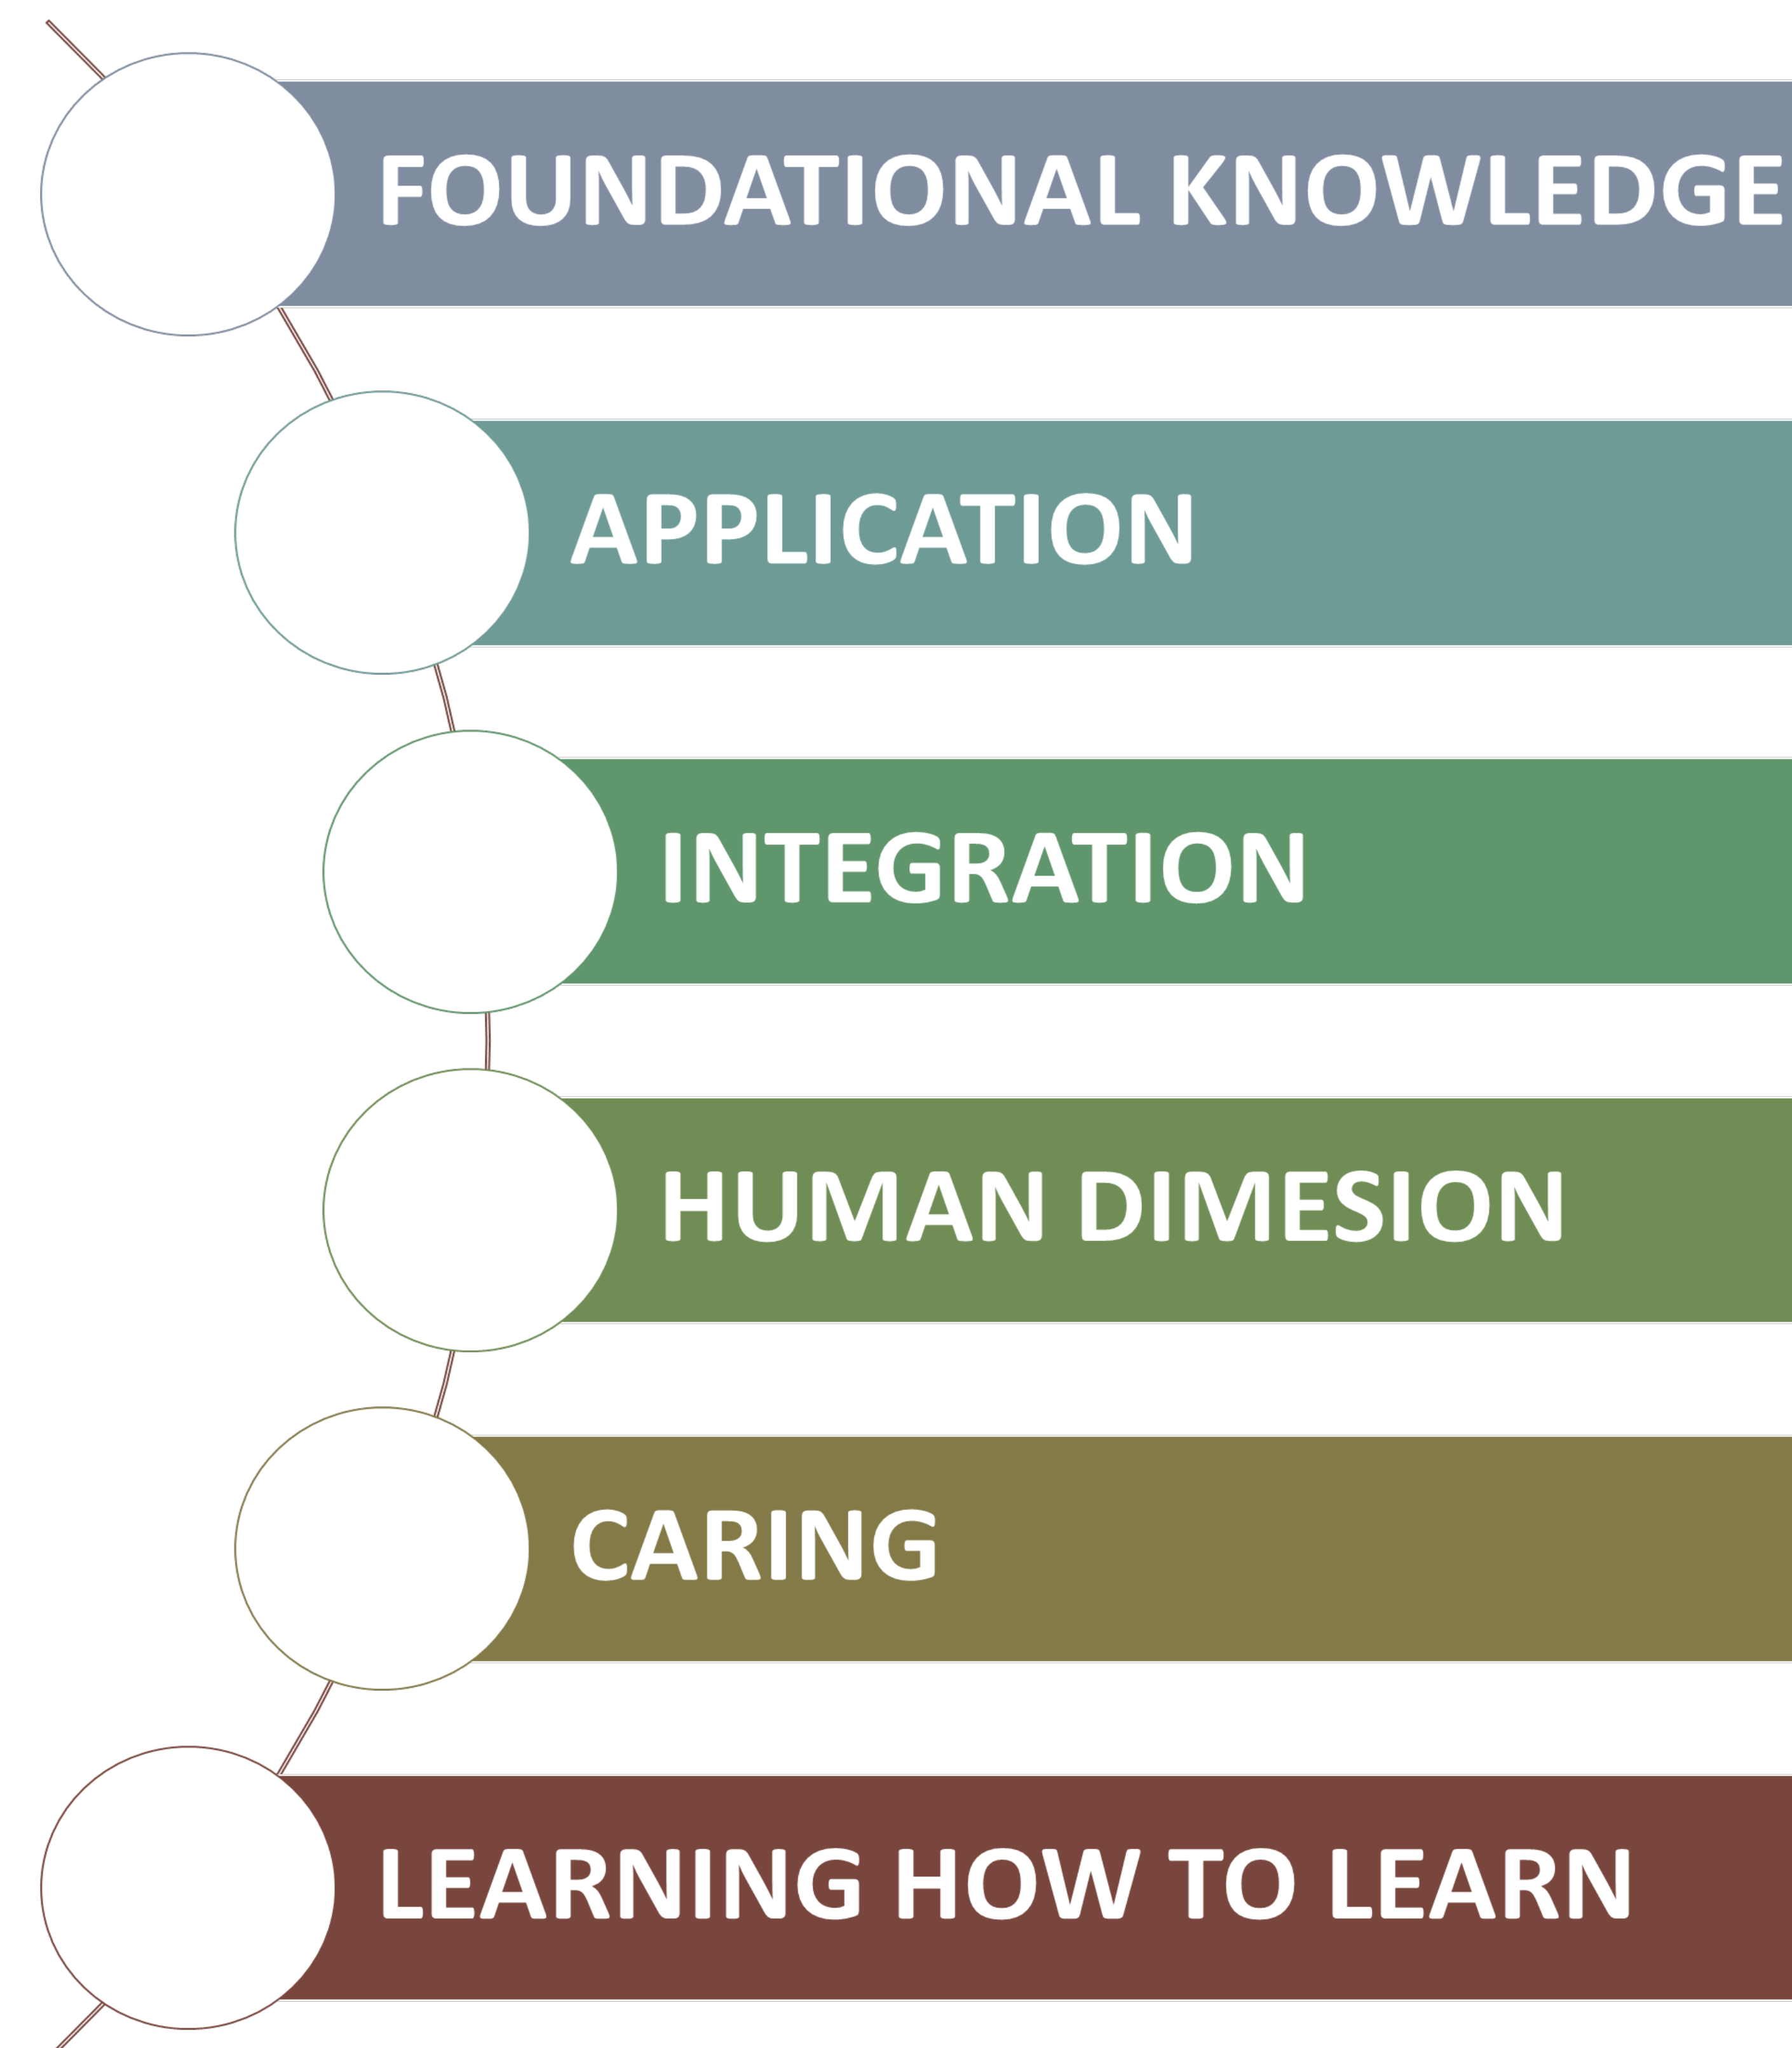 FOUNDATIONAL KNOWLEDGE
APPLICATION
INTEGRATION
HUMAN DIMESION
CARING
LEARNING HOW TO LEARN